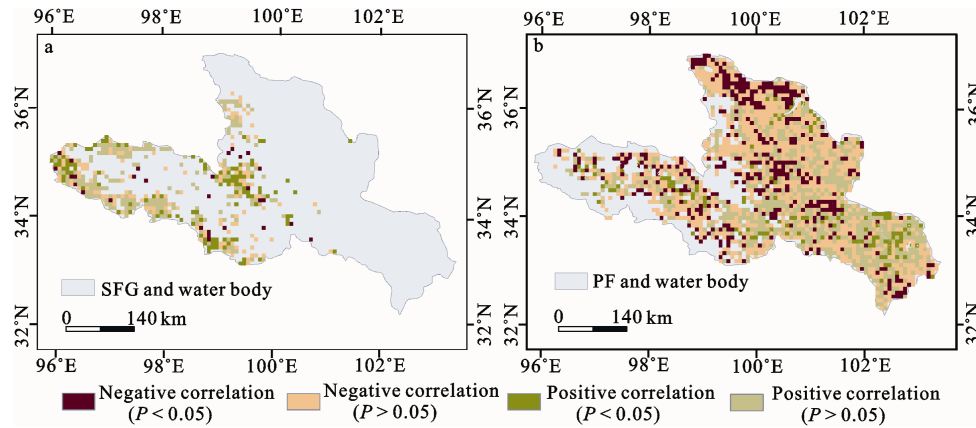 96°E 98°E 100°E 102°E 96°E 98°E 100°E 102°E
a b
36°N 36°N 36°N
34°N 34°N 34°N
32°N 32°N 32°N
SFG and water body PF and water body
0 140 km 0 140 km
96°E 98°E 100°E 102°E 96°E 98°E 100°E 102°E
Negative correlation Negative correlation Positive correlation Positive correlation
(P < 0.05) (P > 0.05) (P < 0.05) (P > 0.05)